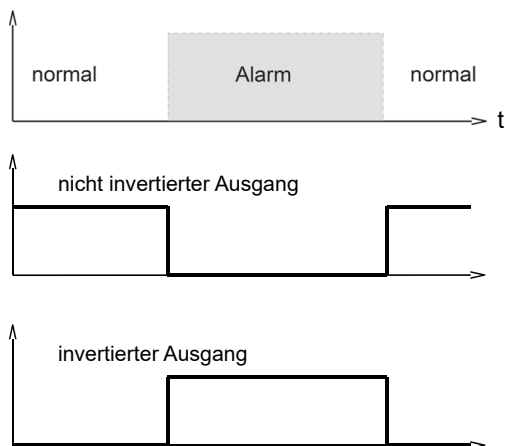 normal Alarm normal
t
nicht invertierter Ausgang
invertierter Ausgang